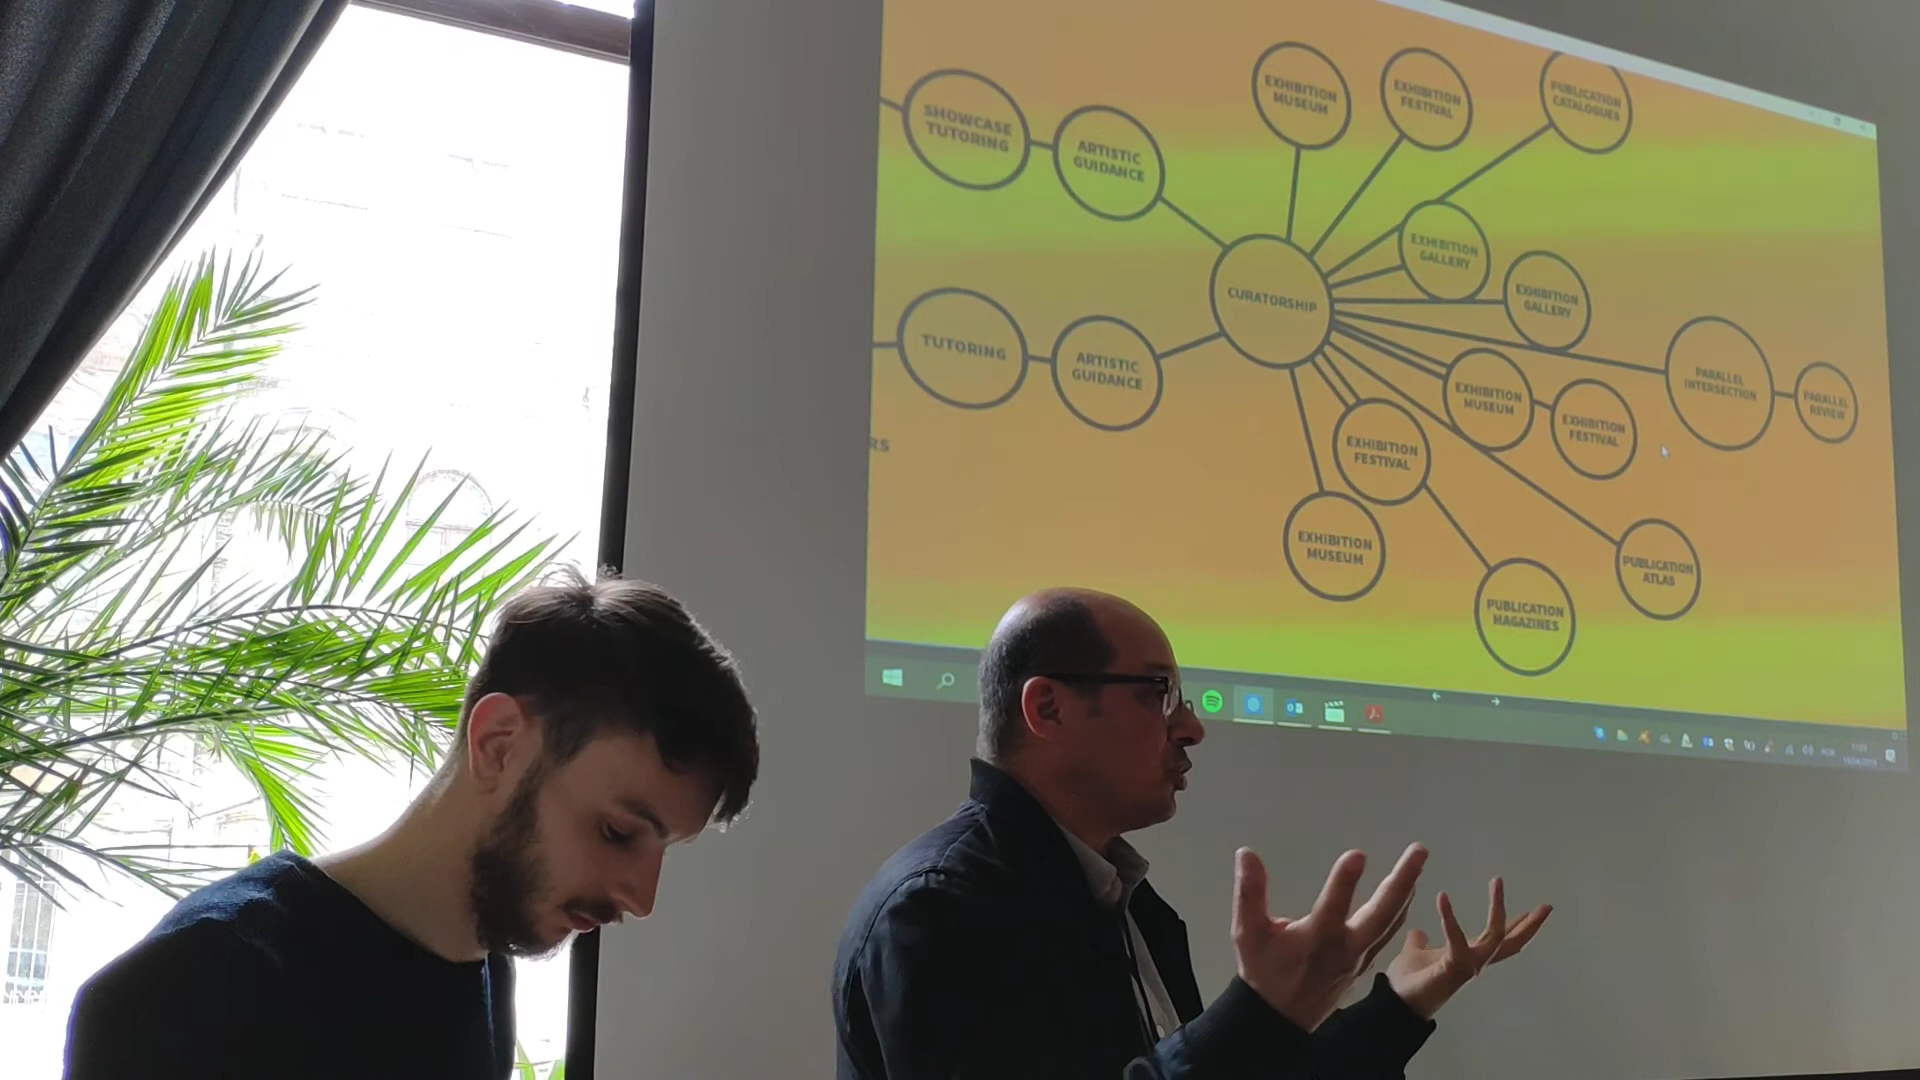 EXHIBITION
MUSEUM
EXHIBITION
FESTIVAL
PUBLICATION
CATALOGUES
SHOWCASE
TUTORING
ARTISTIC
GUIDANCE
EXHIBITION
GALLERY
EXHIBITION
GALLERY
CURATORSHIP
TUTORING
ARTISTIC
GUIDANCE
PARALLEL
INTERSECTION
PARALLEL
REVIEW
EXHIBITION
MUSEUM
EXHIBITION
FESTIVAL
RS
EXHIBITION
FESTIVAL
EXHIBITION
MUSEUM
PUBLICATION
ATLAS
PUBLICATION
MAGAZINES